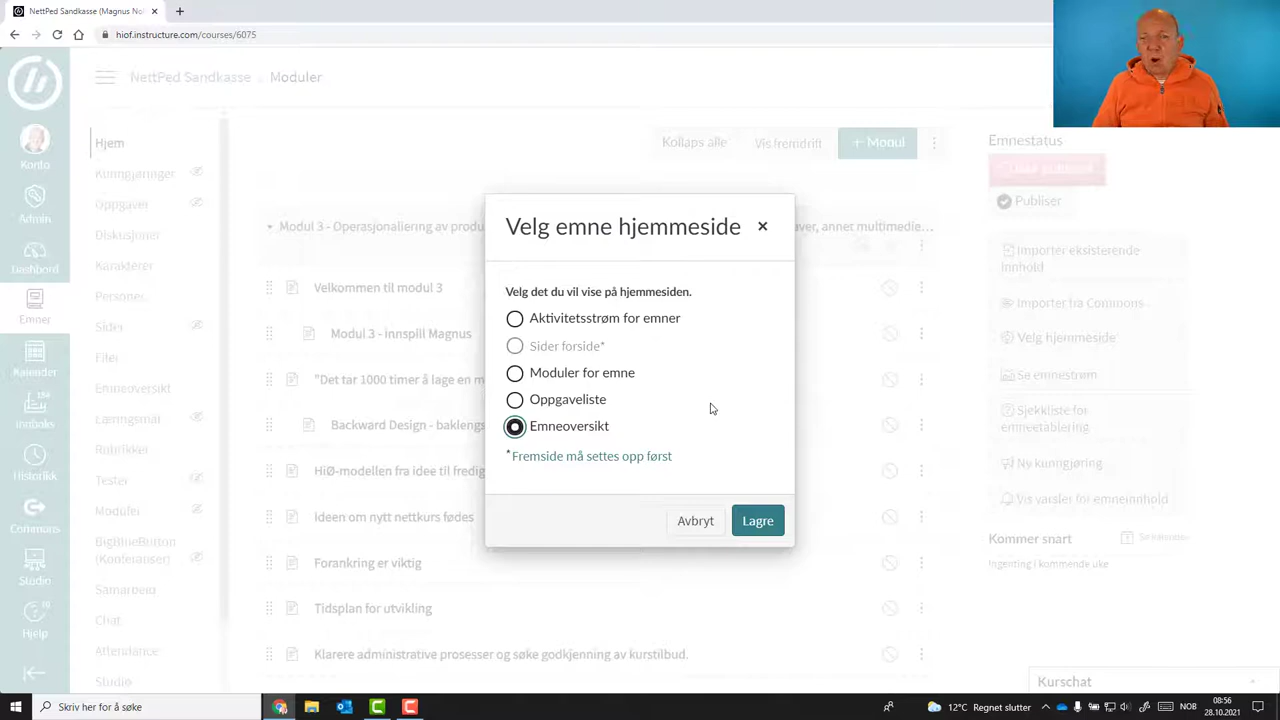 NettPed Sandkasse (Magnus Nol
hiof.instructure.com/courses/6075
NettPed Sandkasse
Moduler
Konto
Admin
Dashbord
Emner
Kalender
Innboks
Historikk
Commons
Studio
Hjelp
Hjem
Kunngjøringer
Oppgaver
Diskusjoner
Karakterer
Personer
Sider
Filer
Emneoversikt
Læringsmål
Rubrikker
Tester
Moduler
BigBlueButton
(Konferanser)
Samarbeid
Chat
Attendance
Studio
Kollaps alle
Vis fremdrift
+ Modul
Modul 3 - Operasjonaliering av produ
aver, annet multimedie...
Velkommen til modul 3
Modul 3 - innspill Magnus
"Det tar 1000 timer å lage en m
Backward Design - baklengs
HiØ-modellen fra idee til fredig
Ideen om nytt nettkurs fødes
Forankring er viktig
Tidsplan for utvikling
Klarere administrative prosesser og søke godkjenning av kurstilbud.
Velg emne hjemmeside
Velg det du vil vise på hjemmesiden.
Aktivitetsstrøm for emner
Sider forside*
Moduler for emne
Oppgaveliste
Emneoversikt
*Fremside må settes opp først
Avbryt
Lagre
Emnestatus
Ikke publisert
Publiser
Importer eksisterende
innhold
Importer fra Commons
Velg hjemmeside
Se emnestrøm
Sjekkliste for
emneetablering
Ny kunngjøring
Vis varsler for emneinnhold
Kommer snart
Se kalender
Ingenting i kommende uke
Kurschat
Skriv her for å søke
12°C Regnet slutter
NOB
08:56
28.10.2021